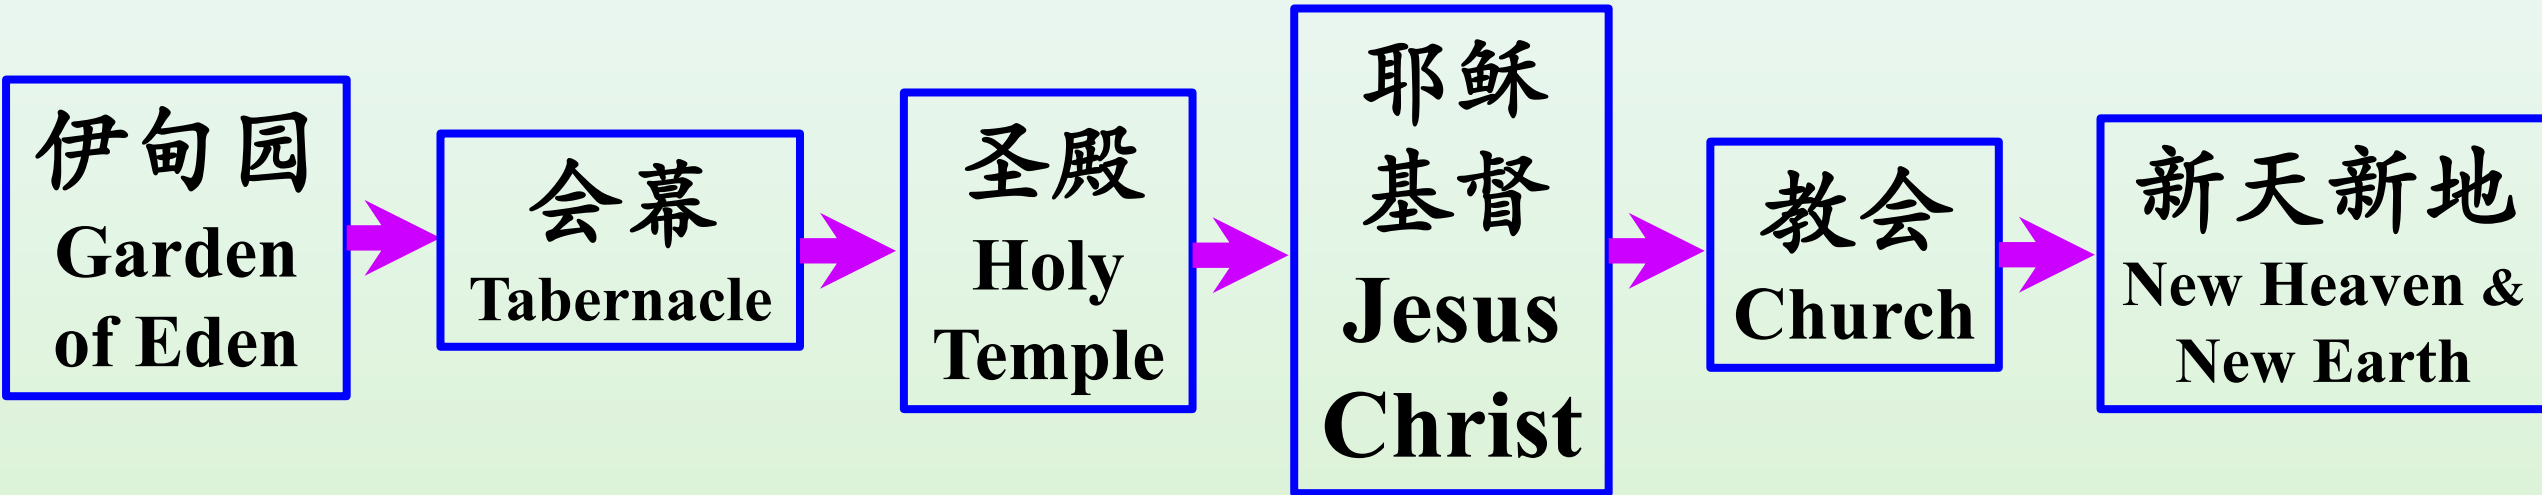 伊甸园
Garden
of Eden
会幕
Tabernacle
圣殿
Holy
Temple
耶稣
基督
Jesus
Christ
教会
Church
新天新地
New Heaven &
New Earth